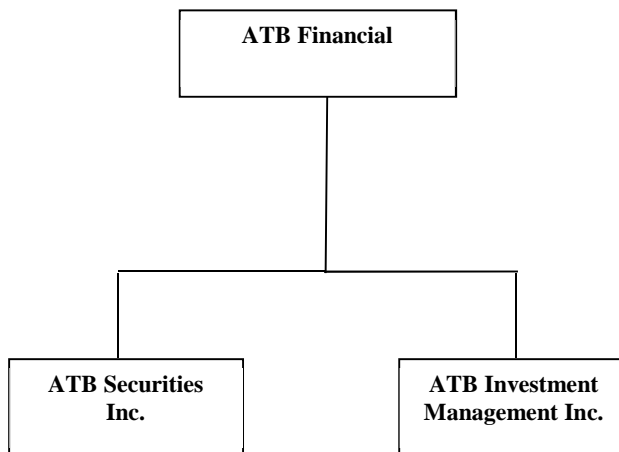 ATB Financial
ATB Securities
Inc.
ATB Investment
Management Inc.